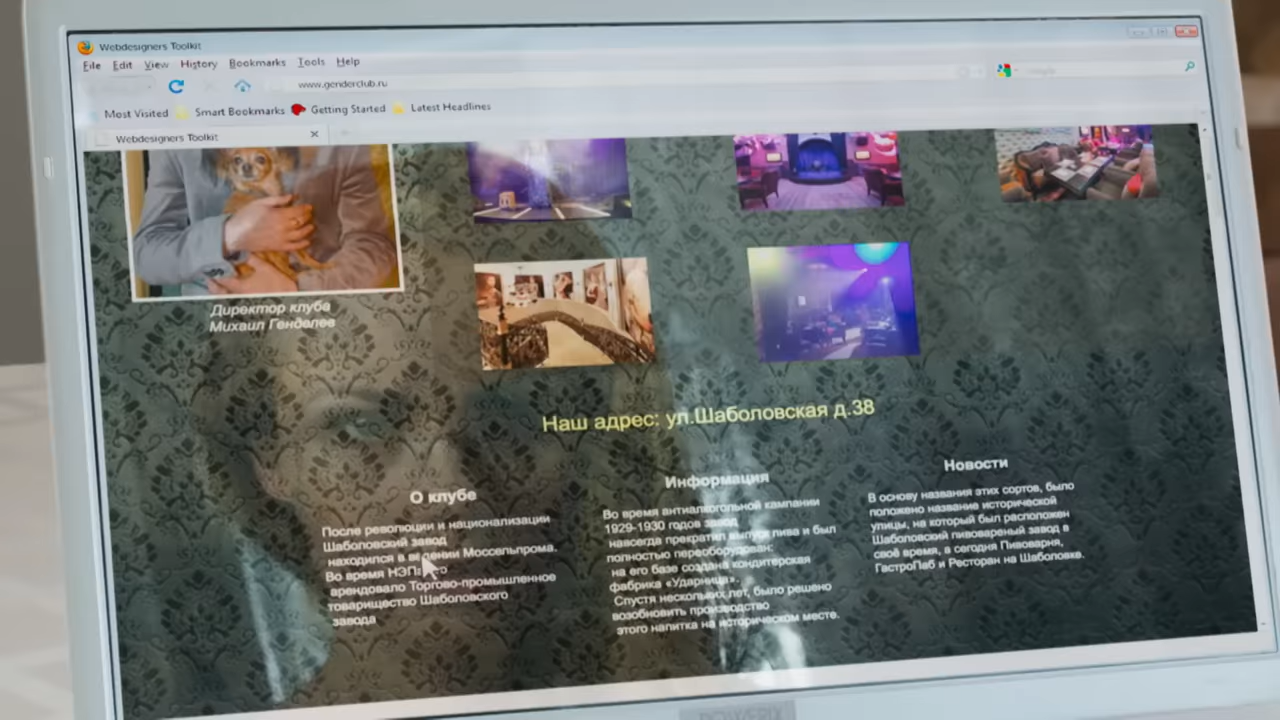 Webdesigners Toolkit
File Edit View History Bookmarks Tools Help
www.genderclub.ru
Most Visited Smart Bookmarks Getting Started Latest Headlines
Webdesigners Toolkit
Директор клуба
Михаил Генделев
Наш адрес: ул.Шаболовская д.38
О клубе
После революции и национализации
Шаболовский завод
находился в ведении Моссельпрома.
Во время НЭПа его
арендовало Торгово-промышленное
товарищество Шаболовского
завода
Информация
Во время антиалкогольной кампании
1929-1930 годов завод
навсегда прекратил выпуск пива и был
полностью переоборудован:
на его базе создана кондитерская
фабрика «Ударница».
Спустя нескольких лет, было решено
возобновить производство
этого напитка на историческом месте.
Новости
В основу названия этих сортов, было
положено название исторической
улицы, на который был расположен
Шаболовский пивовареный завод в
своё время, а сегодня Пивоварня,
ГастроПаб и Ресторан на Шаболовке.